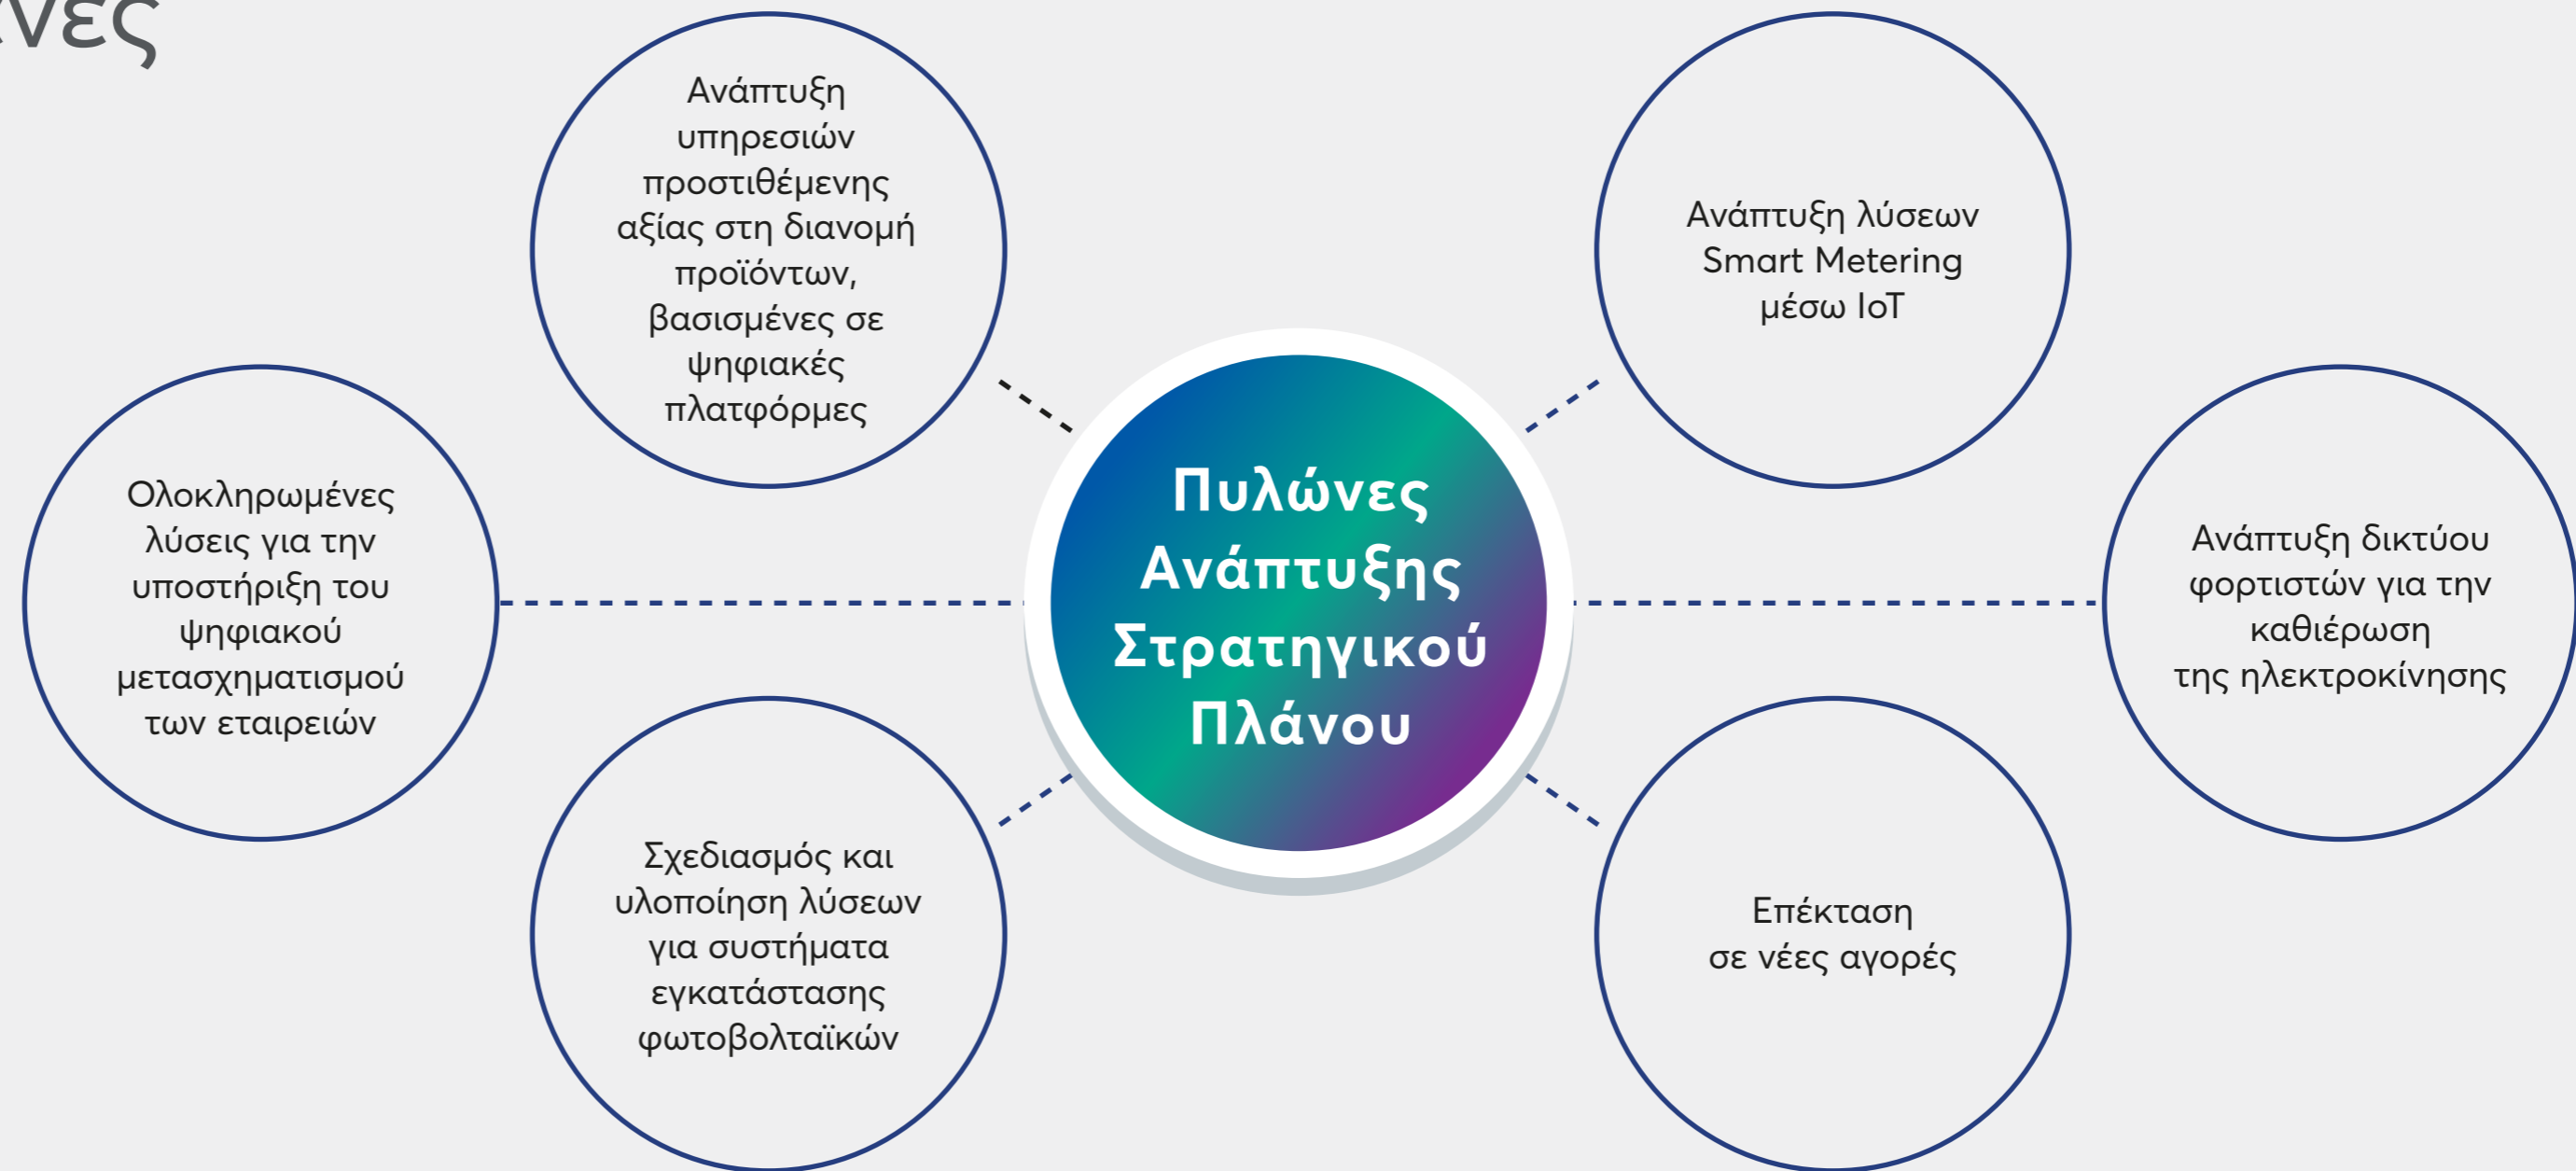 Ανάπτυξη
υπηρεσιών
προστιθέμενης
αξίας στη διανομή
προϊόντων,
βασισμένες σε
ψηφιακές
πλατφόρμες
Ανάπτυξη λύσεων
Smart Metering
μέσω IoT
Ολοκληρωμένες
λύσεις για την
υποστήριξη του
ψηφιακού
μετασχηματισμού
των εταιρειών
Πυλώνες
Ανάπτυξης
Στρατηγικού
Πλάνου
Ανάπτυξη δικτύου
φορτιστών για την
καθιέρωση
της ηλεκτροκίνησης
Σχεδιασμός και
υλοποίηση λύσεων
για συστήματα
εγκατάστασης
φωτοβολταϊκών
Επέκταση
σε νέες αγορές